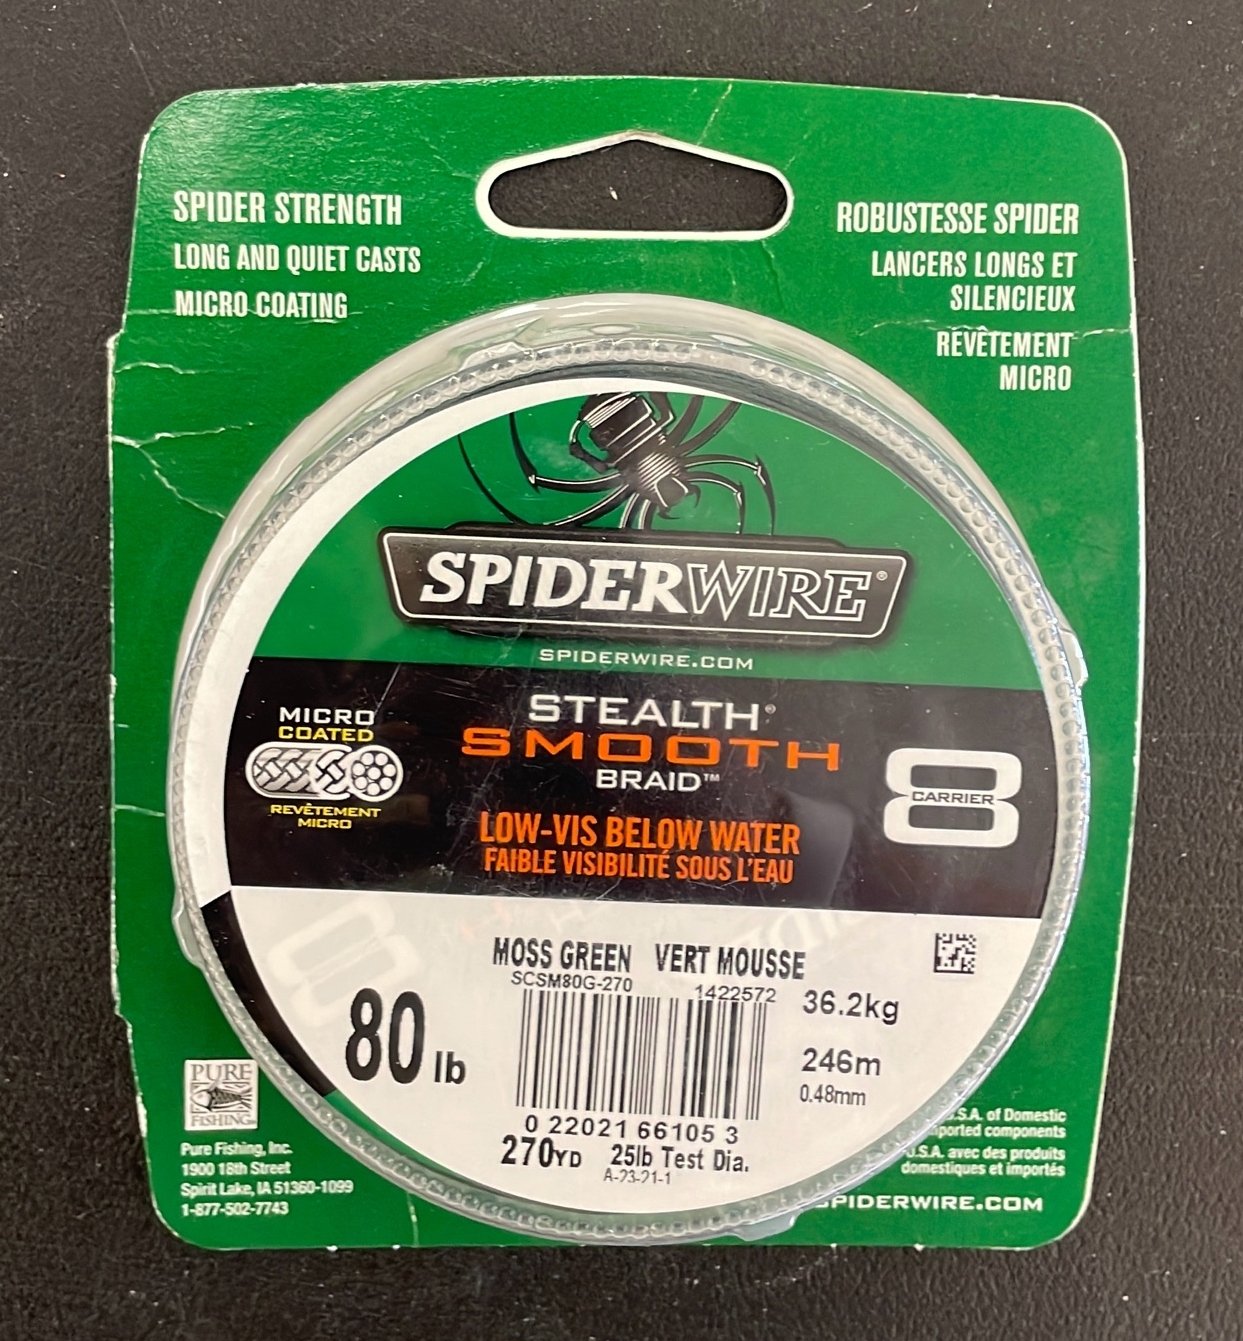 SPIDER STRENGTH
LONG AND QUIET CASTS
MICRO COATING
ROBUSTESSE SPIDER
LANCERS LONGS ET
SILENCIEUX
REVÊTEMENT
MICRO
SPIDERWIRE®
SPIDERWIRE.COM
MICRO
COATED
REVÊTEMENT
MICRO
STEALTH®
SMOOTH
BRAID™
8
CARRIER
LOW-VIS BELOW WATER
FAIBLE VISIBILITÉ SOUS L'EAU
MOSS GREEN VERT MOUSSE
SCSM80G-270 1422572
80 lb
36.2kg
246m
0.48mm
0 22021 66105 3
270YD 25lb Test Dia.
A-23-21-1
PURE
FISHING
Pure Fishing, Inc.
1900 18th Street
Spirit Lake, IA 51360-1099
1-877-502-7743
.S.A. of Domestic
ported components
U.S.A. avec des produits
domestiques et importés
SPIDERWIRE.COM